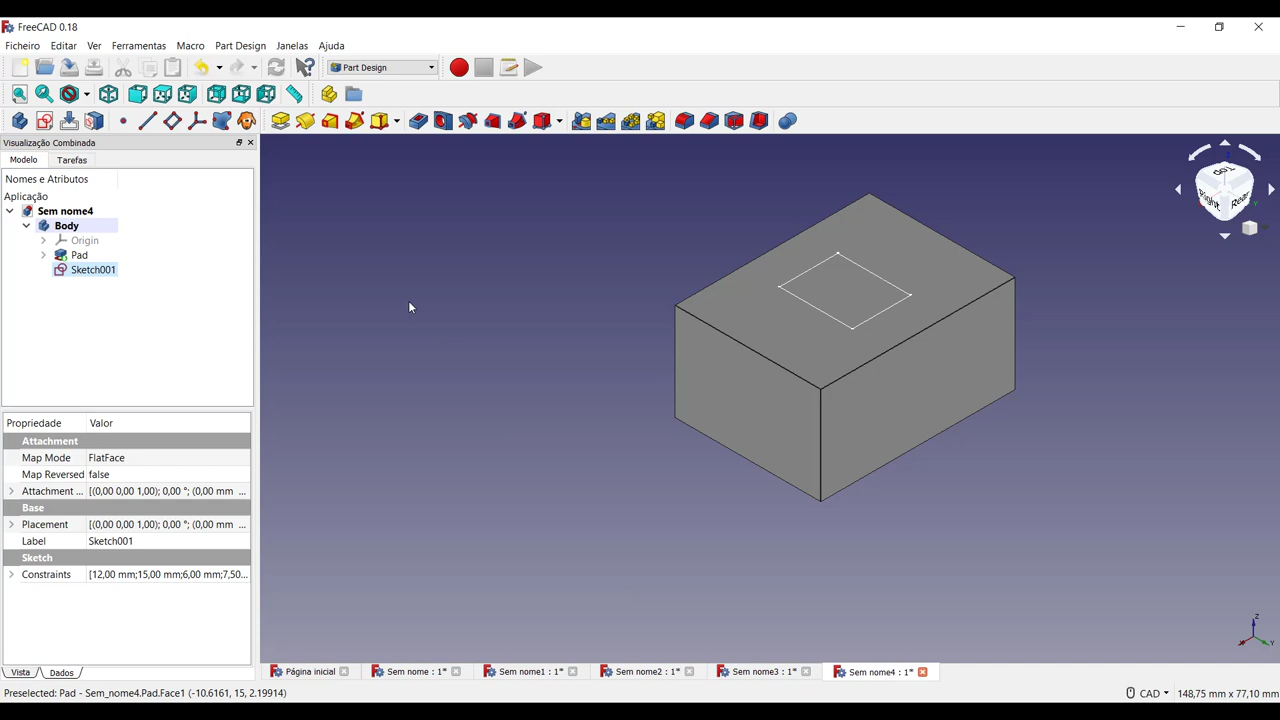 FreeCAD 0.18
Ficheiro Editar Ver Ferramentas Macro Part Design Janelas Ajuda
Part Design
Visualização Combinada
Modelo Tarefas
Nomes e Atributos
Aplicação
Sem nome4
Body
Origin
Pad
Sketch001
Top
Right Rear
Propriedade Valor
Attachment
Map Mode FlatFace
Map Reversed false
Attachment ... [(0,00 0,00 1,00); 0,00 °; (0,00 mm ...
Base
Placement [(0,00 0,00 1,00); 0,00 °; (0,00 mm ...
Label Sketch001
Sketch
Constraints [12,00 mm;15,00 mm;6,00 mm;7,50...
Z
X Y
Vista Dados
Página inicial Sem nome : 1* Sem nome1 : 1* Sem nome2 : 1* Sem nome3 : 1* Sem nome4 : 1*
Preselected: Pad - Sem_nome4.Pad.Face1 (-10.6161, 15, 2.19914) CAD 148,75 mm x 77,10 mm